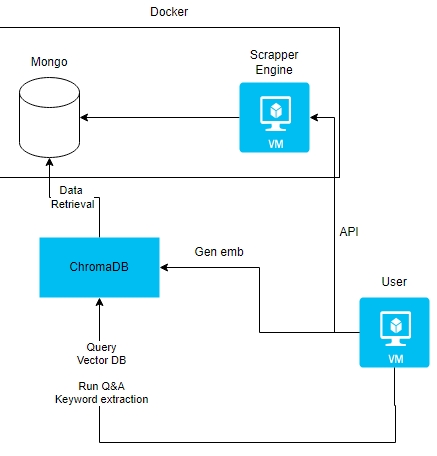 Docker
Mongo
Scrapper
Engine
VM
Data
Retrieval
API
Gen emb
ChromaDB
User
VM
Query
Vector DB
Run Q&A
Keyword extraction